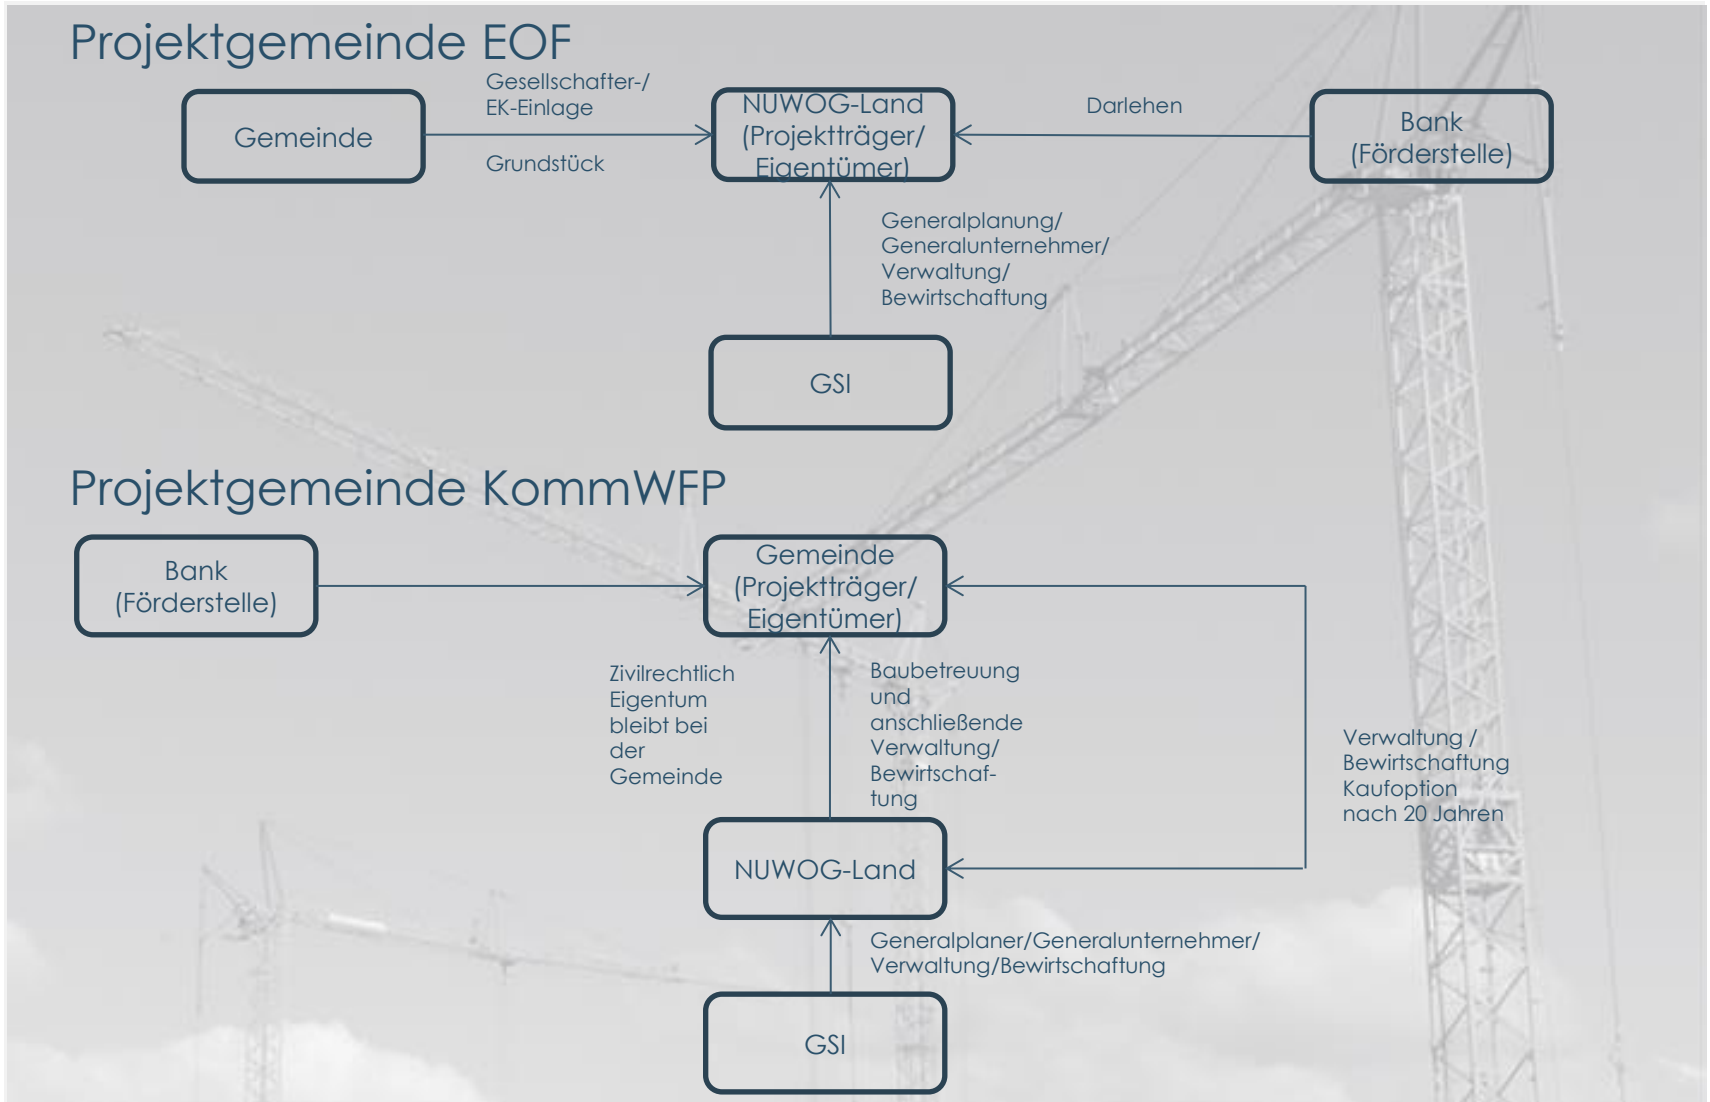 Projektgemeinde EOF
Gesellschafter-/
EK-Einlage
Gemeinde
Grundstück
NUWOG-Land
(Projektträger/
Eigentümer)
Darlehen
Bank
(Förderstelle)
Generalplanung/
Generalunternehmer/
Verwaltung/
Bewirtschaftung
GSI
Projektgemeinde KommWFP
Bank
(Förderstelle)
Gemeinde
(Projektträger/
Eigentümer)
Zivilrechtlich
Eigentum
bleibt bei
der
Gemeinde
Baubetreuung
und
anschließende
Verwaltung/
Bewirtschaf-
tung
Verwaltung /
Bewirtschaftung
Kaufoption
nach 20 Jahren
NUWOG-Land
Generalplaner/Generalunternehmer/
Verwaltung/Bewirtschaftung
GSI